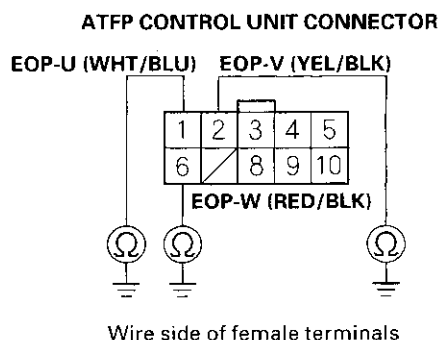 ATFP CONTROL UNIT CONNECTOR
EOP-U (WHT/BLU) EOP-V (YEL/BLK)
1 2 3 4 5
6 8 9 10
EOP-W (RED/BLK)
Ω Ω Ω
Wire side of female terminals